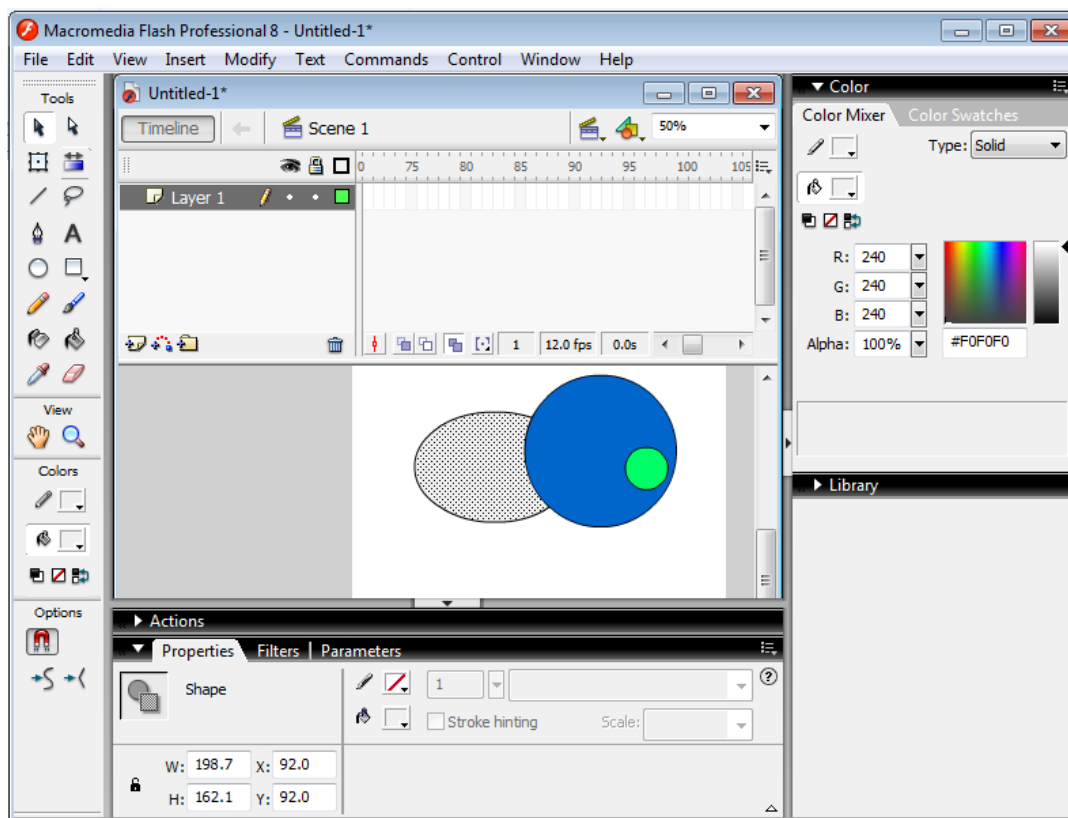 Macromedia Flash Professional 8 - Untitled-1*
File Edit View Insert Modify Text Commands Control Window Help
Tools
View
Colors
Options
Untitled-1*
Timeline Scene 1 50%
0 75 80 85 90 95 100 105
Layer 1
1 12.0 fps 0.0s
Actions
Properties Filters Parameters
Shape
1
Stroke hinting Scale:
W: 198.7 X: 92.0
H: 162.1 Y: 92.0
Color
Color Mixer Color Swatches
Type: Solid
R: 240
G: 240
B: 240
Alpha: 100% #F0F0F0
Library